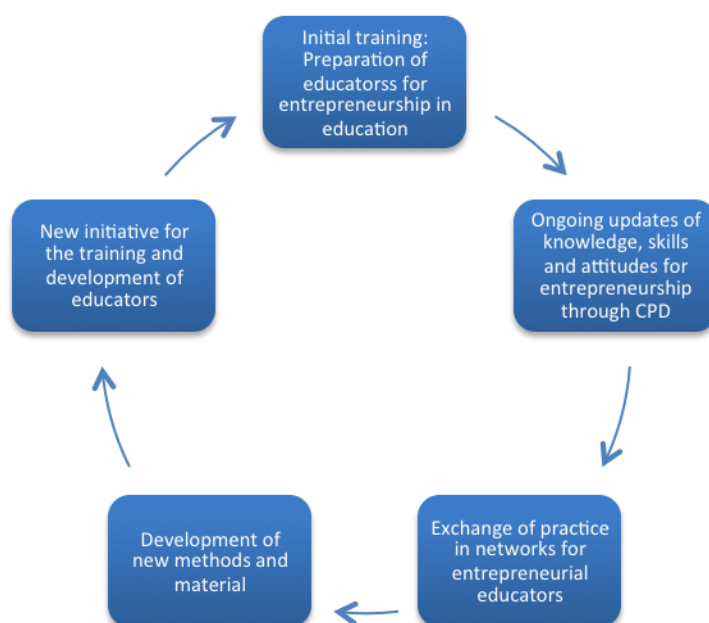 Initial training:
Preparation of
educatorss for
entrepreneurship in
education
Ongoing updates of
knowledge, skills
and attitudes for
entrepreneurship
through CPD
Exchange of practice
in networks for
entrepreneurial
educators
Development of
new methods and
material
New initiative for
the training and
development of
educators